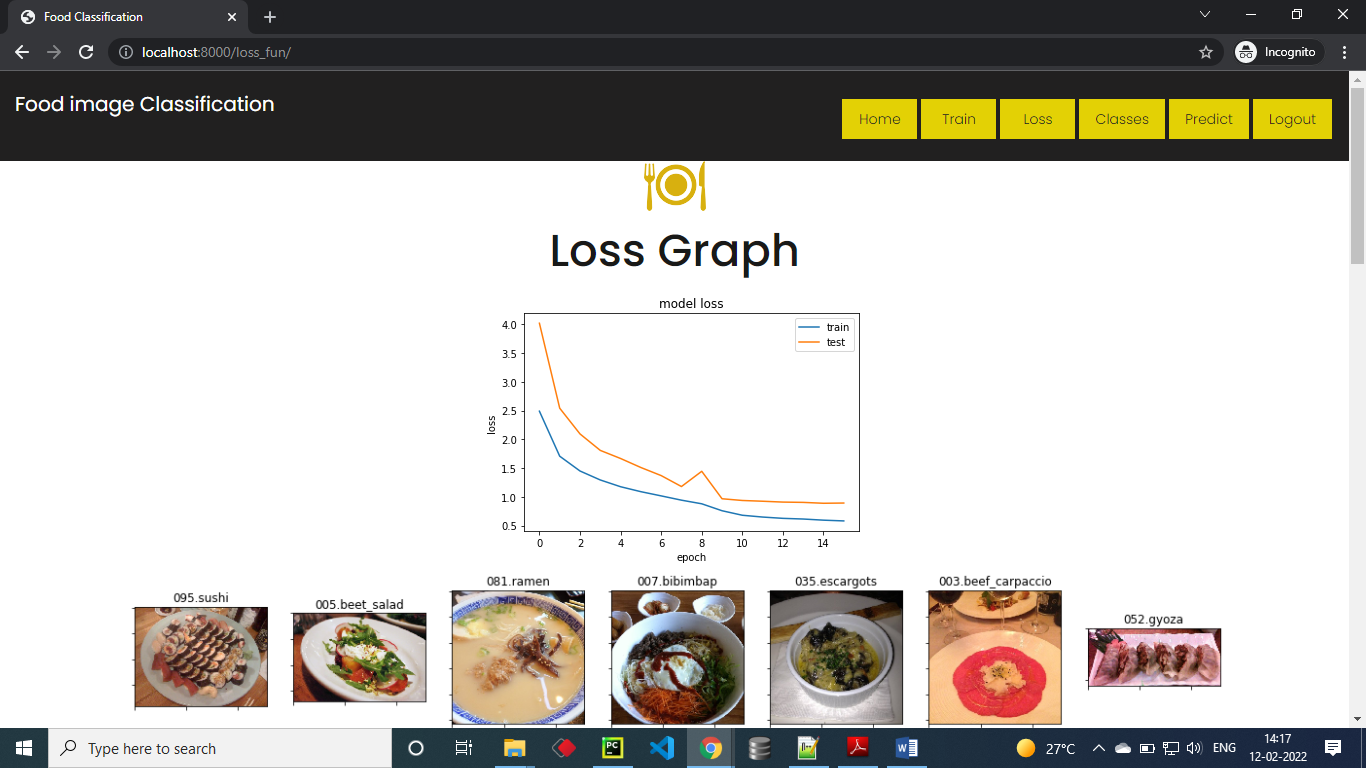 Food Classification
localhost:8000/loss_fun/
Incognito
Food image Classification
Home Train Loss Classes Predict Logout
Loss Graph
model loss
train
test
4.0
3.5
3.0
2.5
2.0
1.5
1.0
0.5
loss
0 2 4 6 8 10 12 14
epoch
095.sushi
005.beet_salad
081.ramen
007.bibimbap
035.escargots
003.beef_carpaccio
052.gyoza
Type here to search
PC
W
27°C
ENG
14:17
12-02-2022